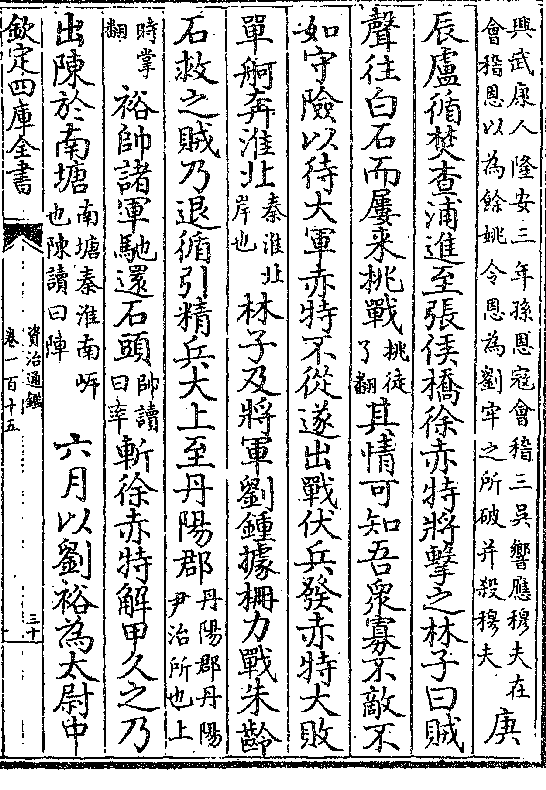 興武康人隆安三年孫恩寇會稽三吳響應穆夫在
會稽恩以為餘姚令恩為劉牢之所破并殺穆夫
庚
辰盧循焚查浦進至張侯橋徐赤特將擊之林子曰賊
聲往白石而屢來挑戰挑徒了翻其情可知吾衆寡不敵不
如守險以待大軍赤特不從遂出戰伏兵發赤特大敗
單舸奔淮北秦淮北岸也林子及將軍劉鍾據柵力戰朱齡
石救之賊乃退循引精兵大上至丹陽郡丹陽郡丹陽尹治所也上
時掌翻裕帥諸軍馳還石頭帥讀曰率斬徐赤特解甲久之乃
出陳於南塘南塘秦淮南岸也陳讀曰陣六月以劉裕為太尉中
欽定四庫全書
資治通鑑
卷一百十五
三十